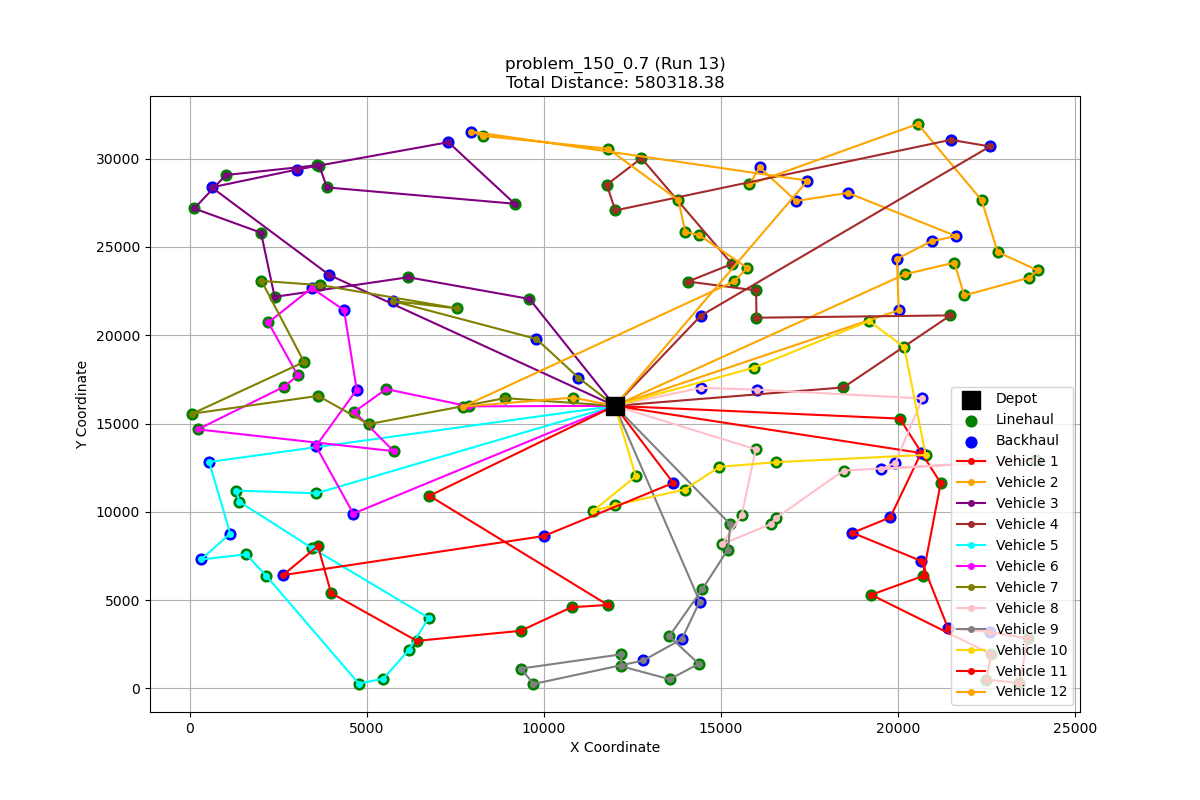 problem_150_0.7 (Run 13)
Total Distance: 580318.38
30000
25000
20000
15000
10000
5000
0
Y Coordinate
0 5000 10000 15000 20000 25000
X Coordinate
Depot
Linehaul
Backhaul
Vehicle 1
Vehicle 2
Vehicle 3
Vehicle 4
Vehicle 5
Vehicle 6
Vehicle 7
Vehicle 8
Vehicle 9
Vehicle 10
Vehicle 11
Vehicle 12